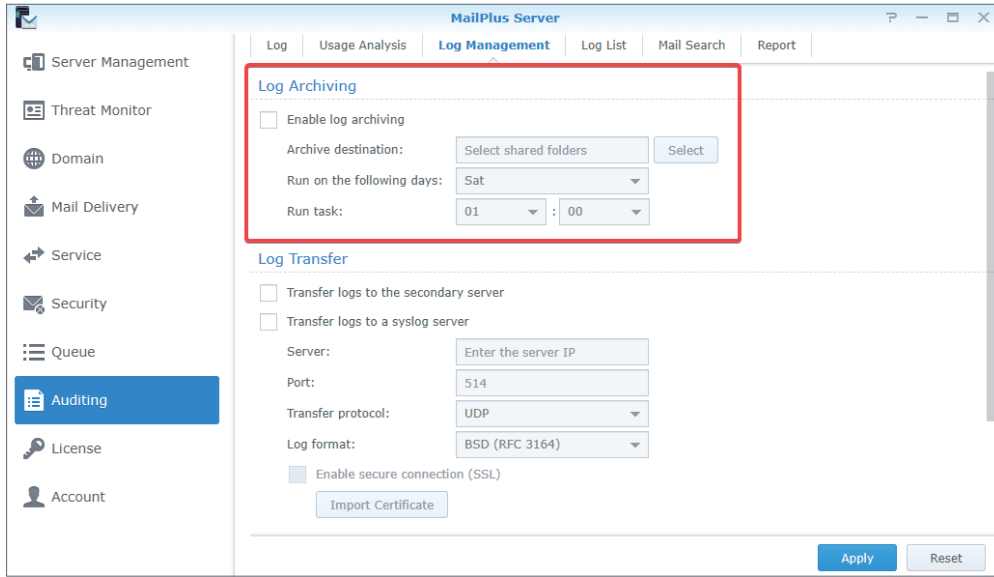 MailPlus Server
Server Management
Threat Monitor
Domain
Mail Delivery
Service
Security
Queue
Auditing
License
Account
Log Usage Analysis Log Management Log List Mail Search Report
Log Archiving
Enable log archiving
Archive destination: Select shared folders Select
Run on the following days: Sat
Run task: 01 : 00
Log Transfer
Transfer logs to the secondary server
Transfer logs to a syslog server
Server: Enter the server IP
Port: 514
Transfer protocol: UDP
Log format: BSD (RFC 3164)
Enable secure connection (SSL)
Import Certificate
Apply Reset